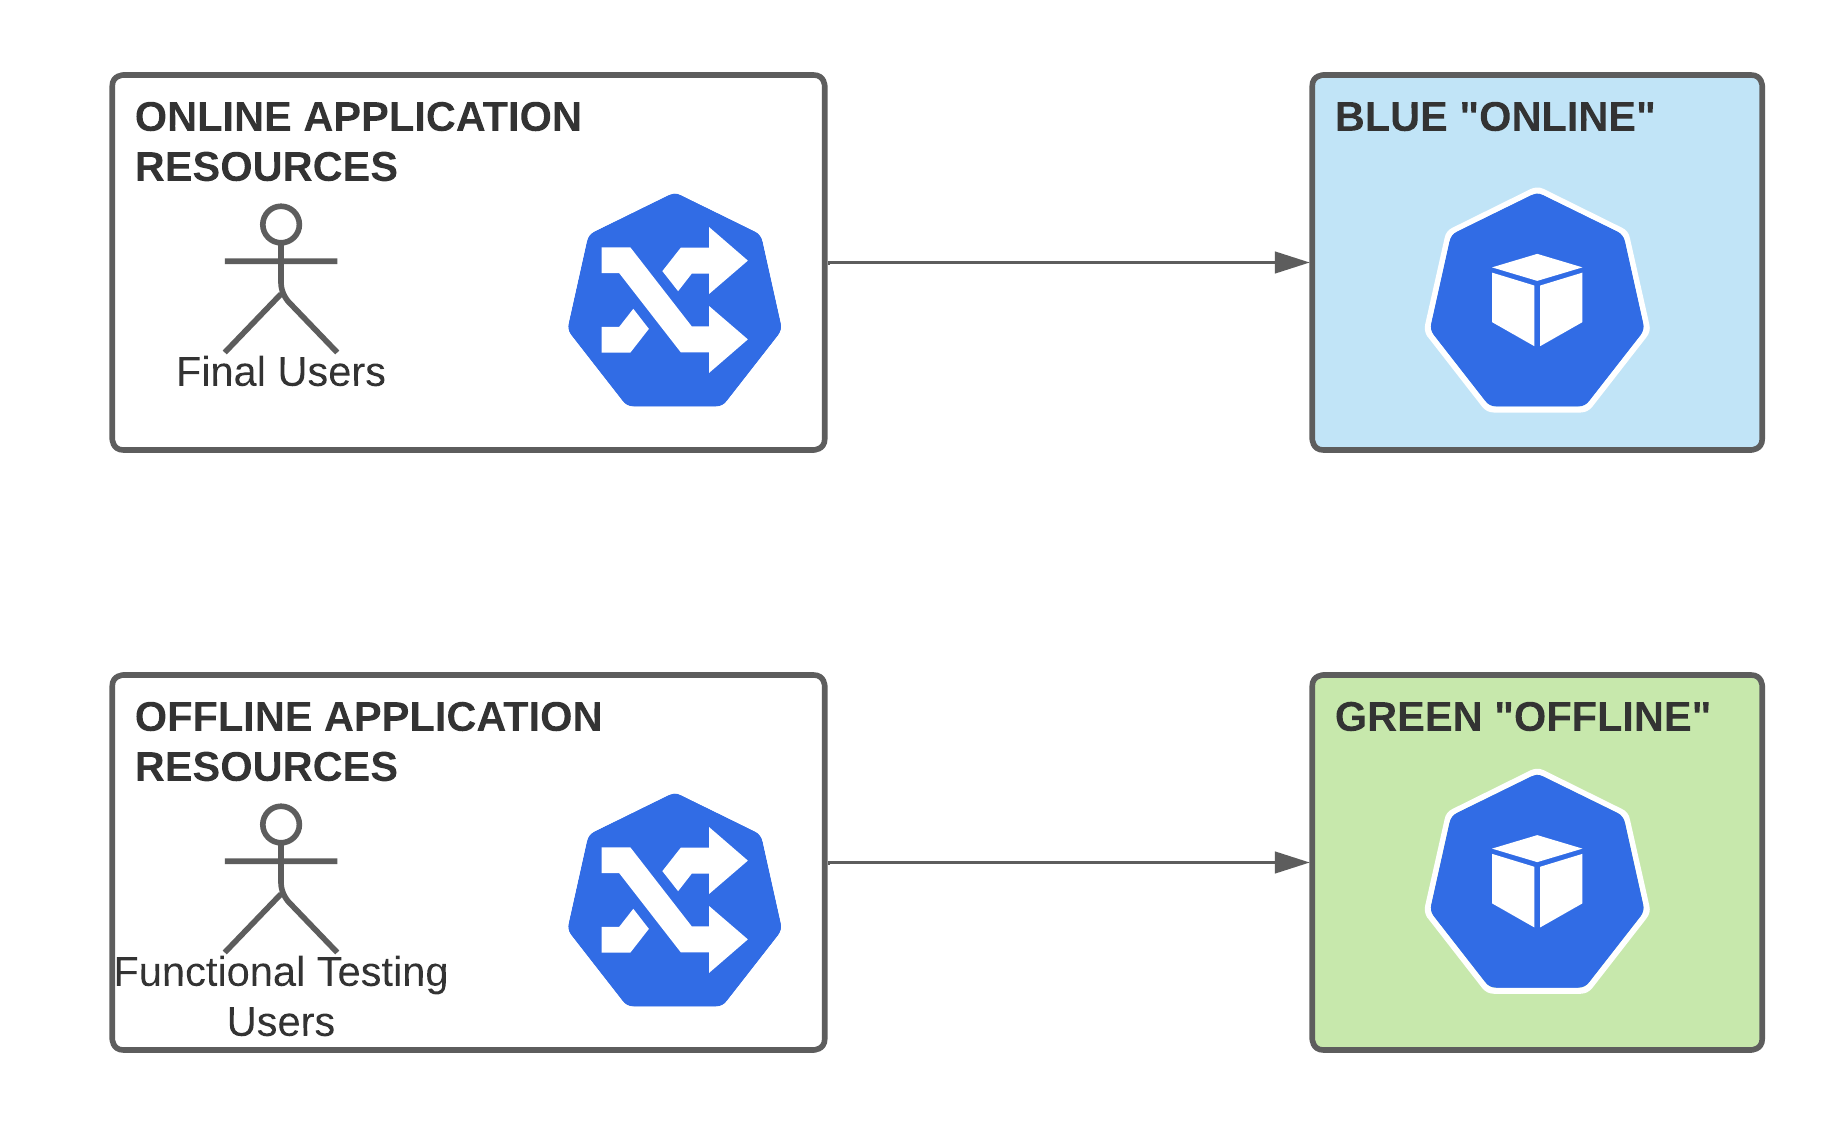 ONLINE APPLICATION
RESOURCES
Final Users
BLUE "ONLINE"
OFFLINE APPLICATION
RESOURCES
Functional Testing
Users
GREEN "OFFLINE"